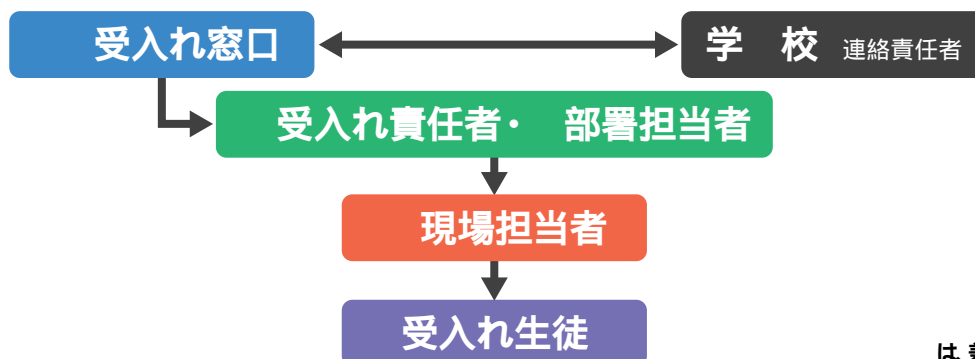 受入れ窓口
学 校 連絡責任者
受入れ責任者・ 部署担当者
現場担当者
受入れ生徒
は